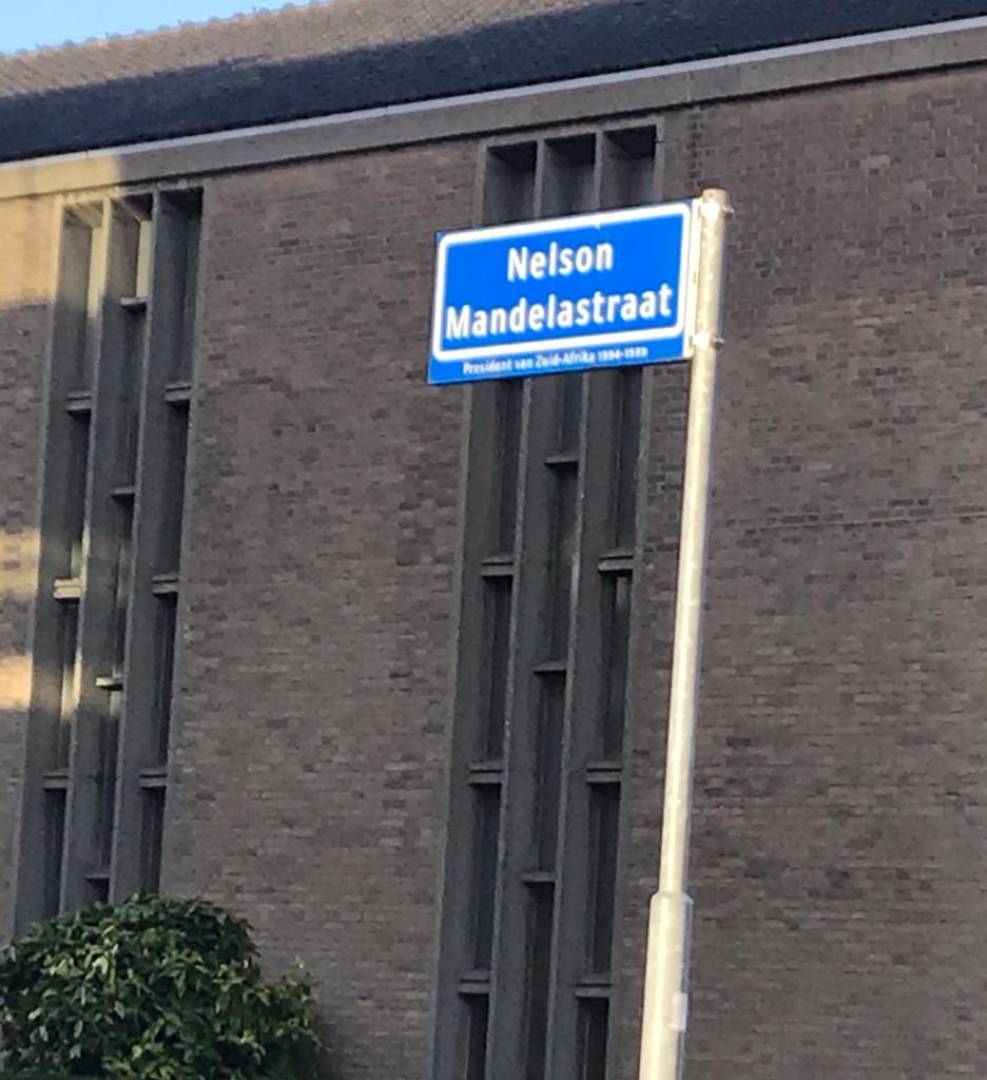 Nelson
Mandelastraat
President van Zuid-Afrika 1994-1999